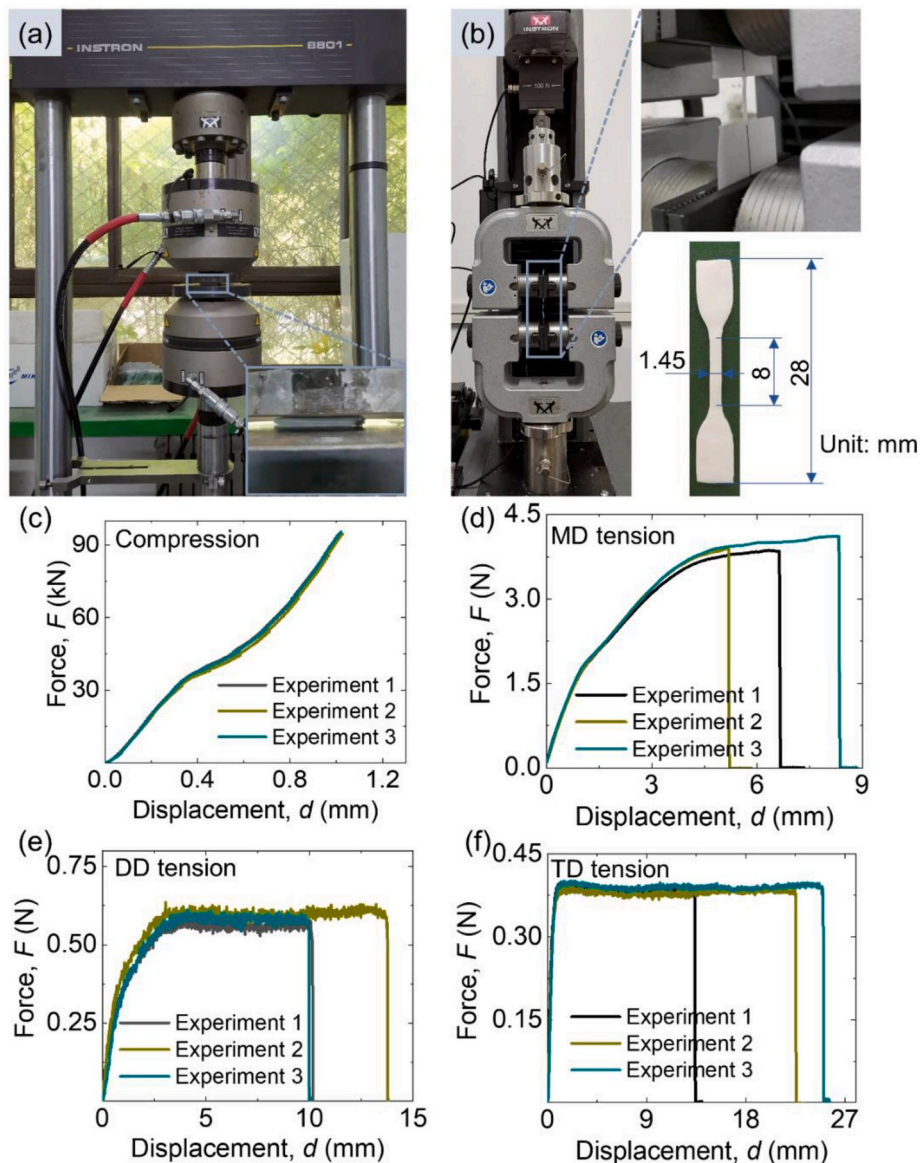 (a)
INSTRON
8801
(b)
INSTRON
100 N
1.45
8
28
Unit: mm
(c)
Compression
Force, F (kN)
90
60
30
0.0 0.4 0.8 1.2
Displacement, d (mm)
Experiment 1
Experiment 2
Experiment 3
(d)
MD tension
Force, F (N)
4.5
3.0
1.5
0.0
0 3 6 9
Displacement, d (mm)
Experiment 1
Experiment 2
Experiment 3
(e)
DD tension
Force, F (N)
0.75
0.50
0.25
0 5 10 15
Displacement, d (mm)
Experiment 1
Experiment 2
Experiment 3
(f)
TD tension
Force, F (N)
0.45
0.30
0.15
0 9 18 27
Displacement, d (mm)
Experiment 1
Experiment 2
Experiment 3